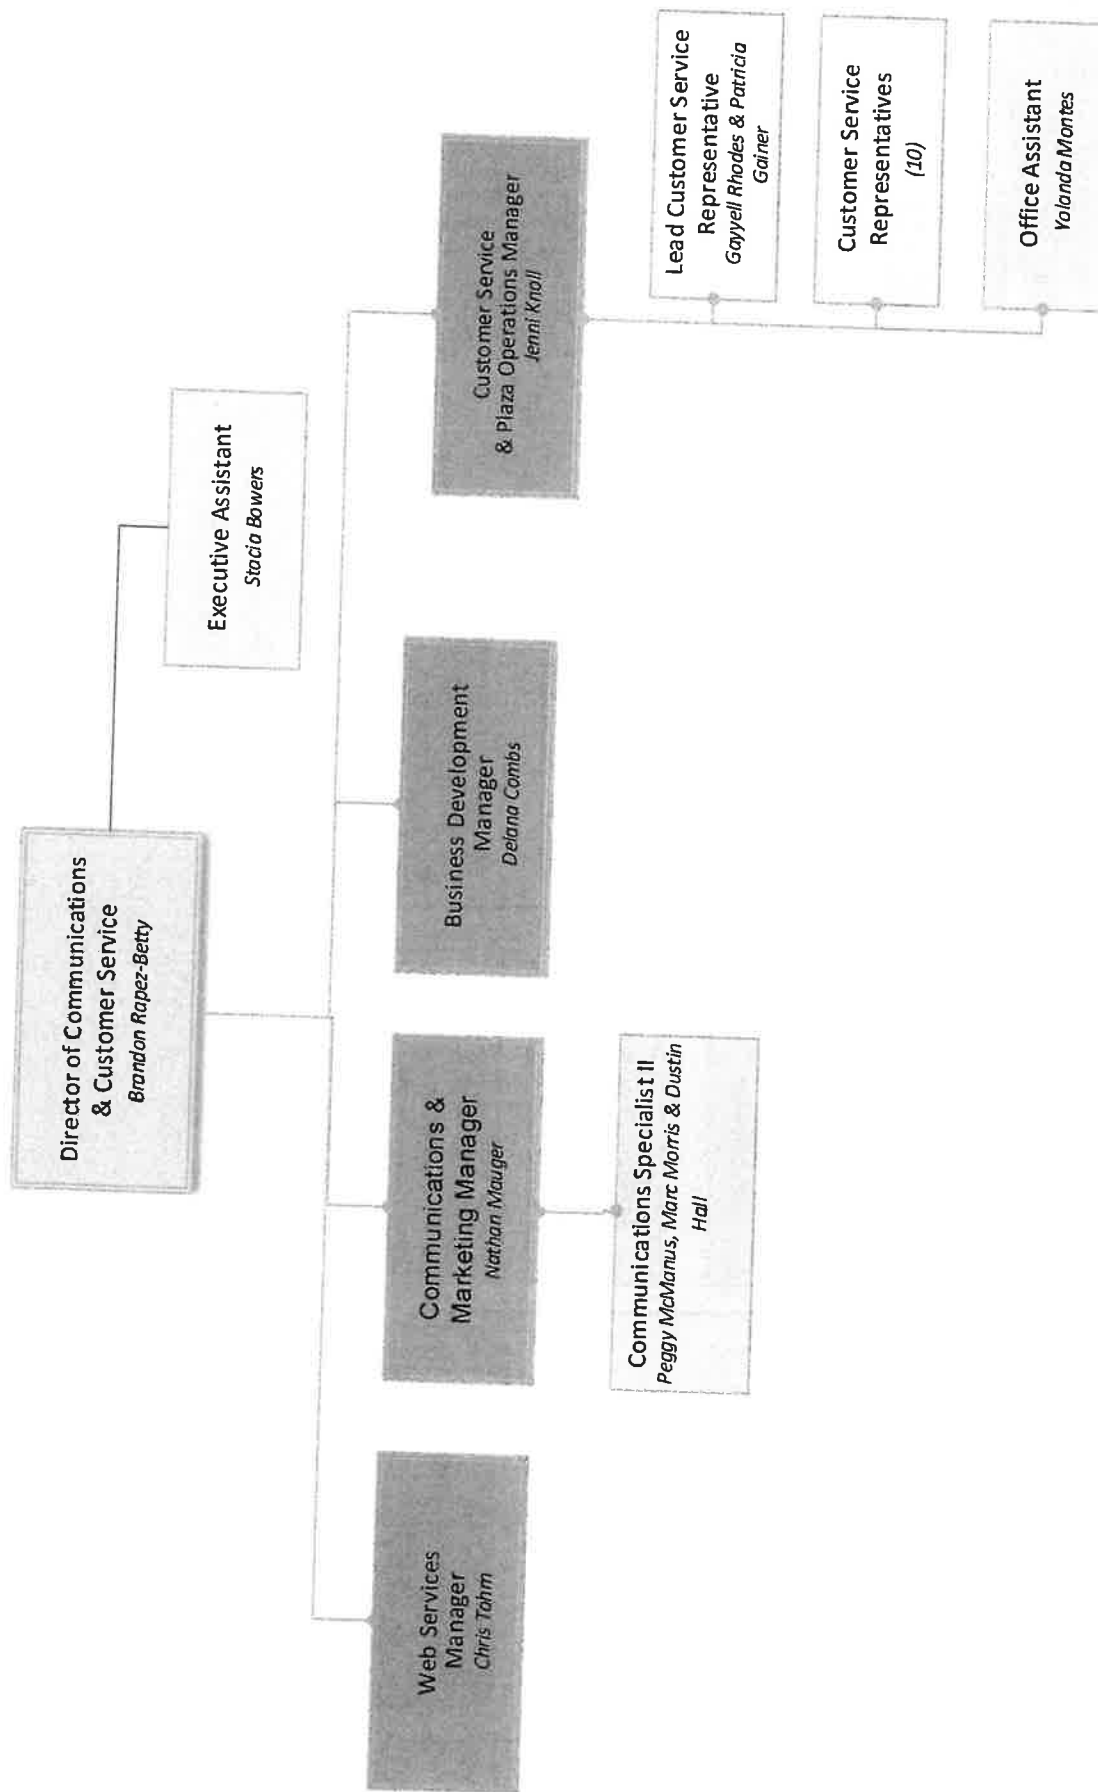 Director of Communications
& Customer Service
Brandon Rapez-Betty
Executive Assistant
Stacia Bowers
Web Services
Manager
Chris Tohm
Communications &
Marketing Manager
Nathan Mauger
Business Development
Manager
Delana Combs
Customer Service
& Plaza Operations Manager
Jenni Knoll
Communications Specialist II
Peggy McManus, Marc Morris & Dustin
Hall
Lead Customer Service
Representative
Gayyell Rhodes & Patricia
Gainer
Customer Service
Representatives
(10)
Office Assistant
Yolanda Montes